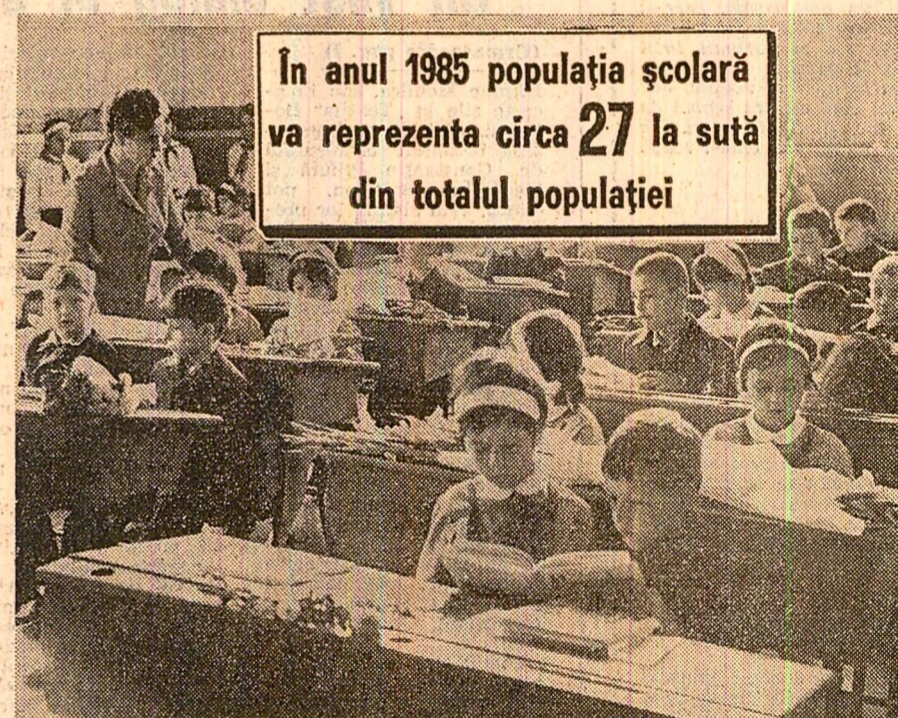 În anul 1985 populaţia şcolară
va reprezenta circa 27 la sută
din totalul populaţiei